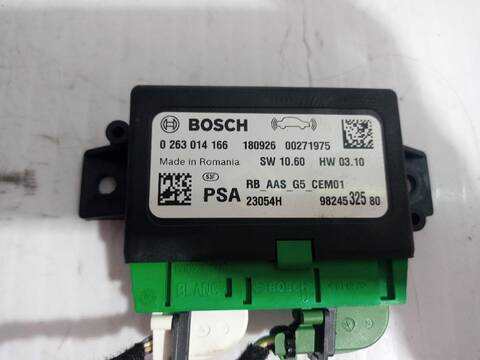 BOSCH
0 263 014 166 180926 00271975
Made in Romania SW 10.60 HW 03.10
RB_AAS_G5_CEM01
PSA 23054H 98245 325 80
BLANC BOSCH